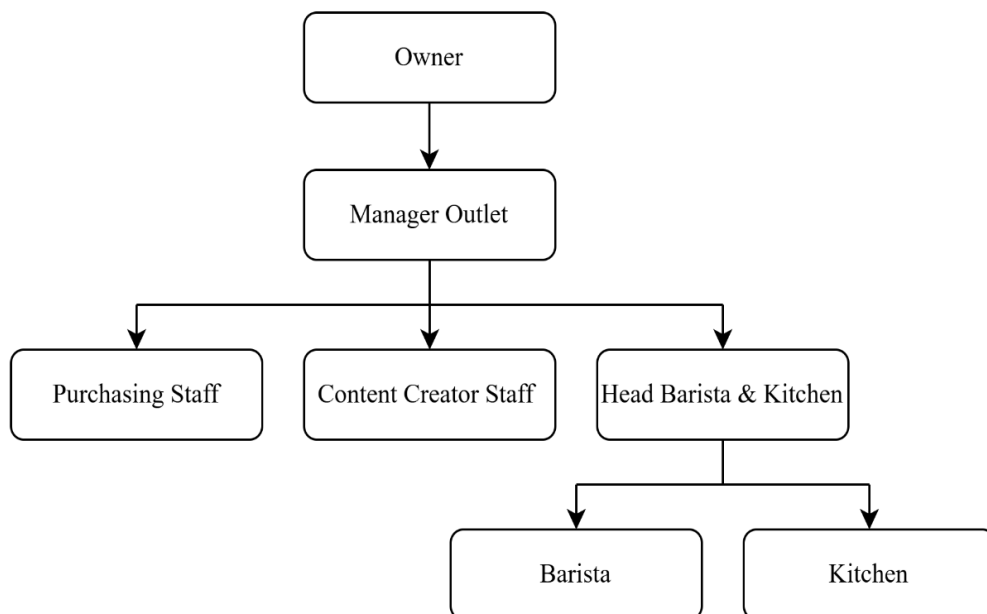 Owner
Manager Outlet
Purchasing Staff
Content Creator Staff
Head Barista & Kitchen
Barista
Kitchen